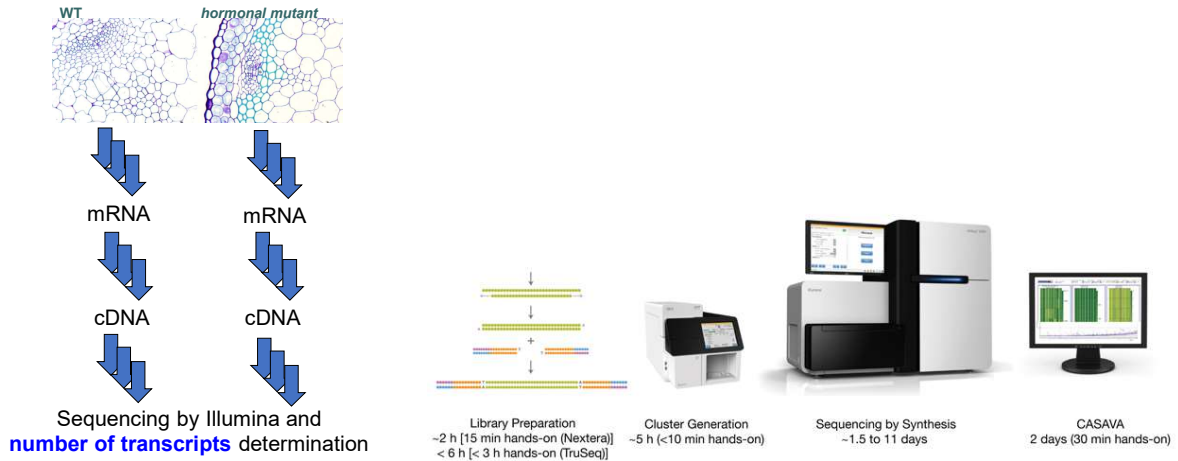 WT
hormonal mutant
mRNA
mRNA
cDNA
cDNA
Sequencing by Illumina and
number of transcripts determination
+
Library Preparation
~2 h [15 min hands-on (Nextera)]
< 6 h [< 3 h hands-on (TruSeq)]
Cluster Generation
~5 h (<10 min hands-on)
Sequencing by Synthesis
~1.5 to 11 days
CASAVA
2 days (30 min hands-on)